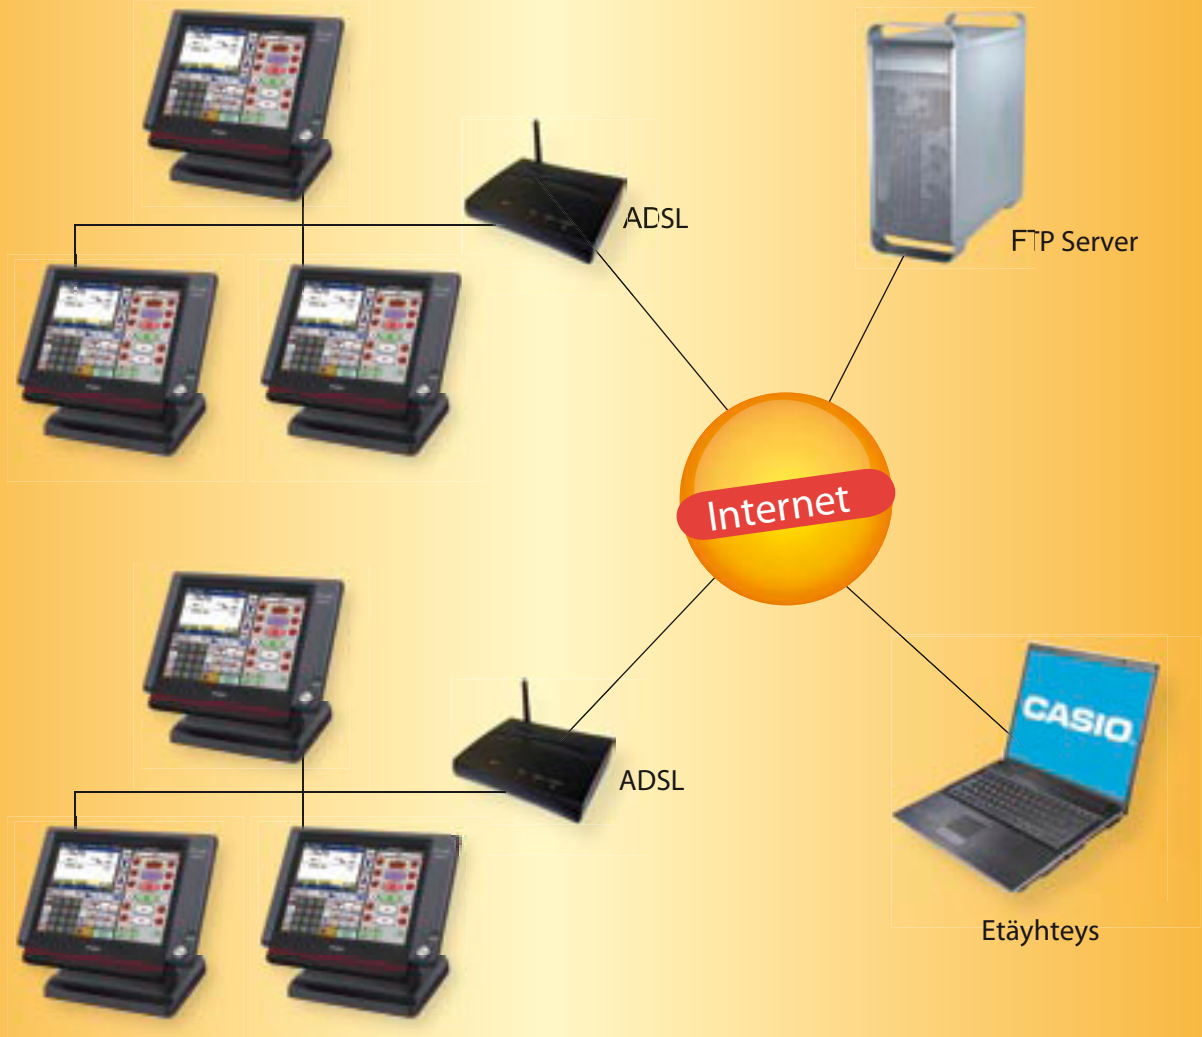 ADSL
FTP Server
Internet
CASIO
ADSL
Etäyhteys